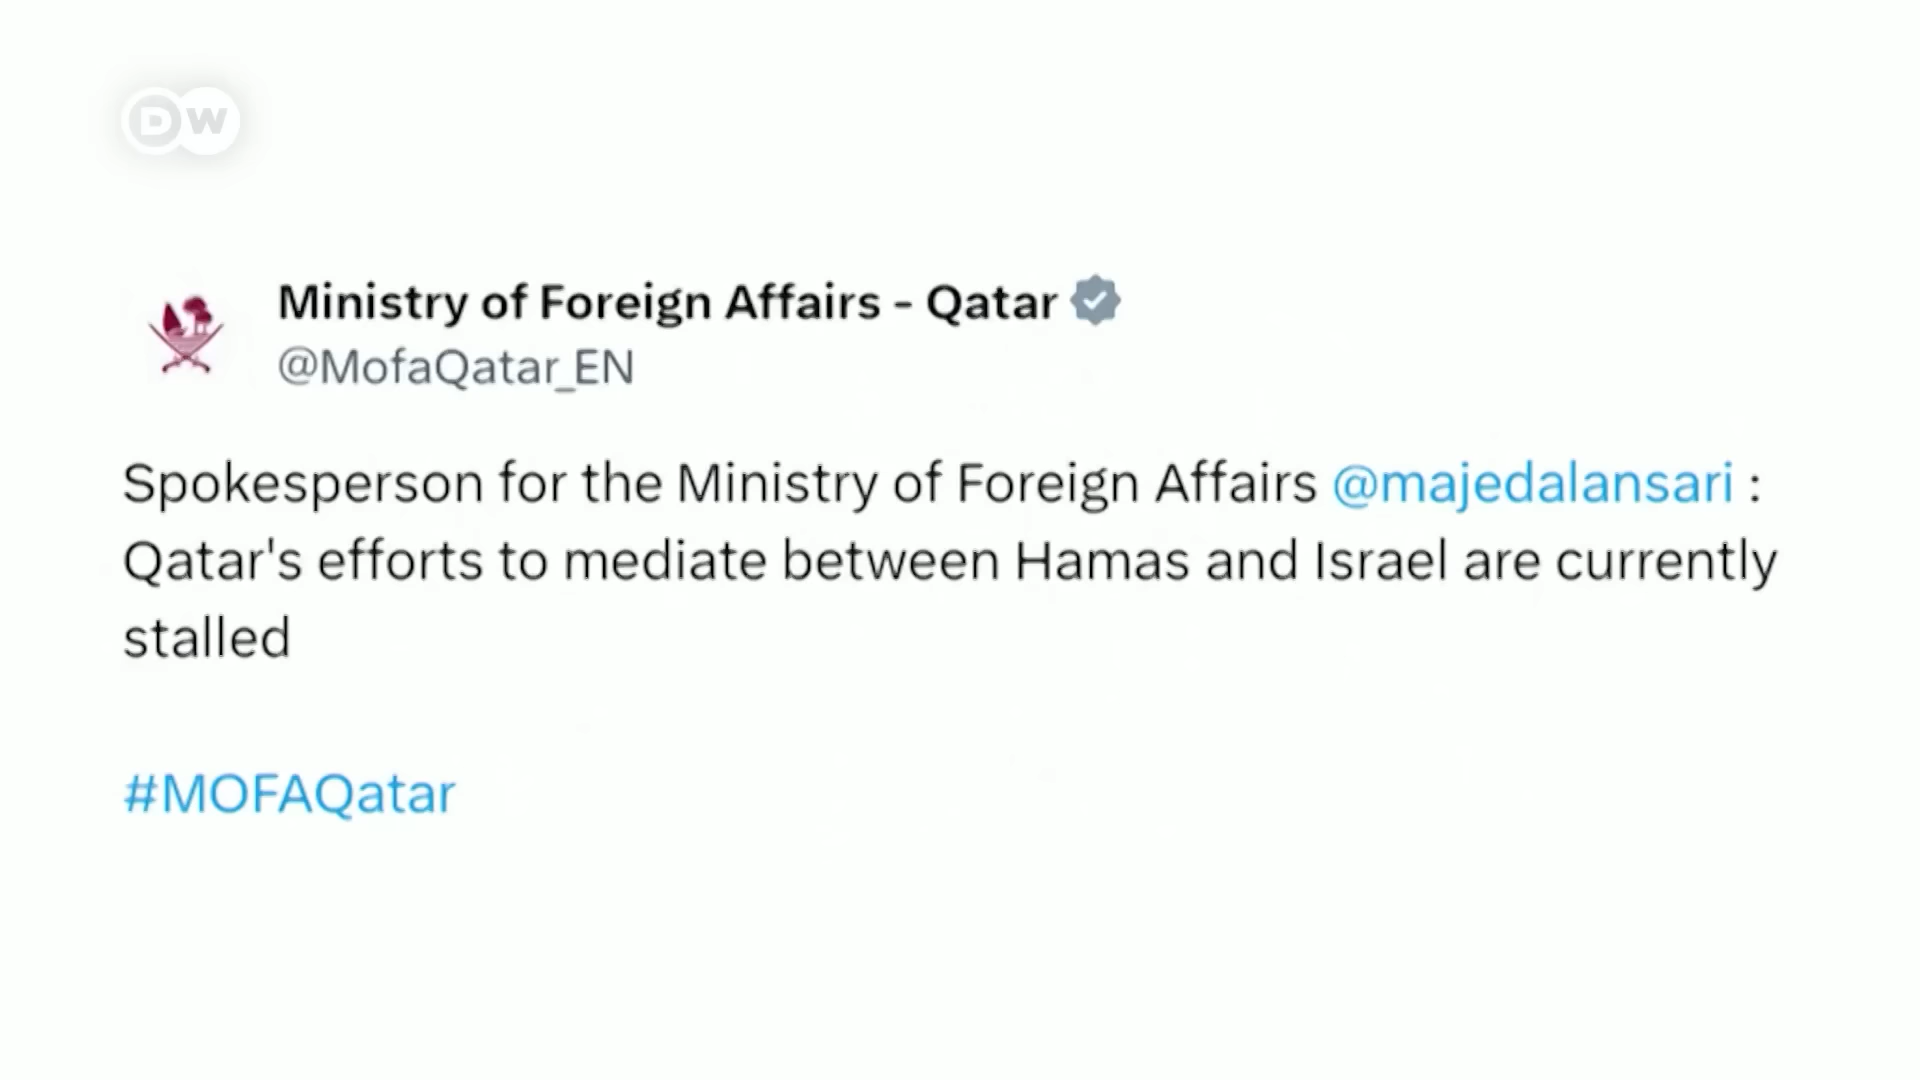 DW
Ministry of Foreign Affairs - Qatar
@MofaQatar_EN
Spokesperson for the Ministry of Foreign Affairs @majedalansari :
Qatar's efforts to mediate between Hamas and Israel are currently
stalled
#MOFAQatar